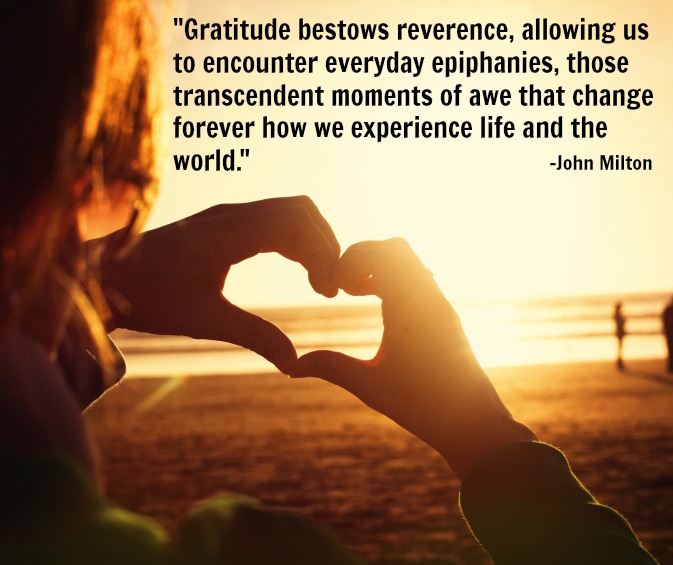 "Gratitude bestows reverence, allowing us
to encounter everyday epiphanies, those
transcendent moments of awe that change
forever how we experience life and the
world."
-John Milton